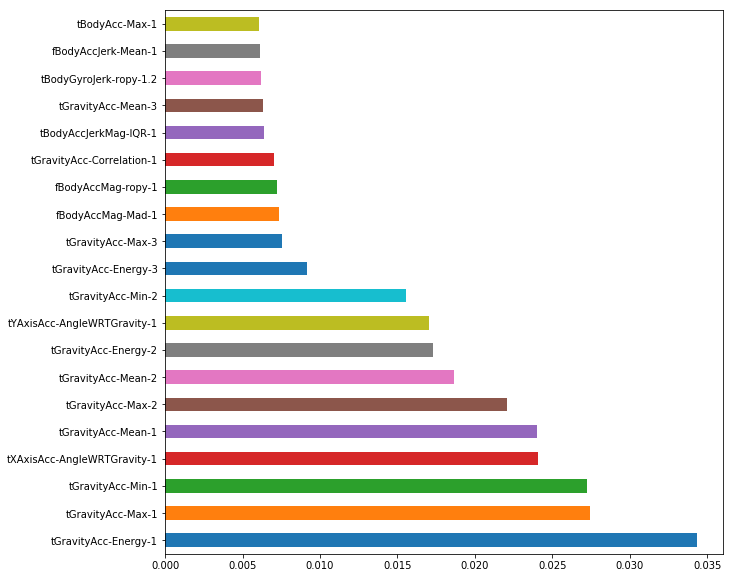 tBodyAcc-Max-1
fBodyAccJerk-Mean-1
tBodyGyroJerk-ropy-1.2
tGravityAcc-Mean-3
tBodyAccJerkMag-IQR-1
tGravityAcc-Correlation-1
fBodyAccMag-ropy-1
fBodyAccMag-Mad-1
tGravityAcc-Max-3
tGravityAcc-Energy-3
tGravityAcc-Min-2
tYAxisAcc-AngleWRTGravity-1
tGravityAcc-Energy-2
tGravityAcc-Mean-2
tGravityAcc-Max-2
tGravityAcc-Mean-1
tXAxisAcc-AngleWRTGravity-1
tGravityAcc-Min-1
tGravityAcc-Max-1
tGravityAcc-Energy-1
0.000 0.005 0.010 0.015 0.020 0.025 0.030 0.035